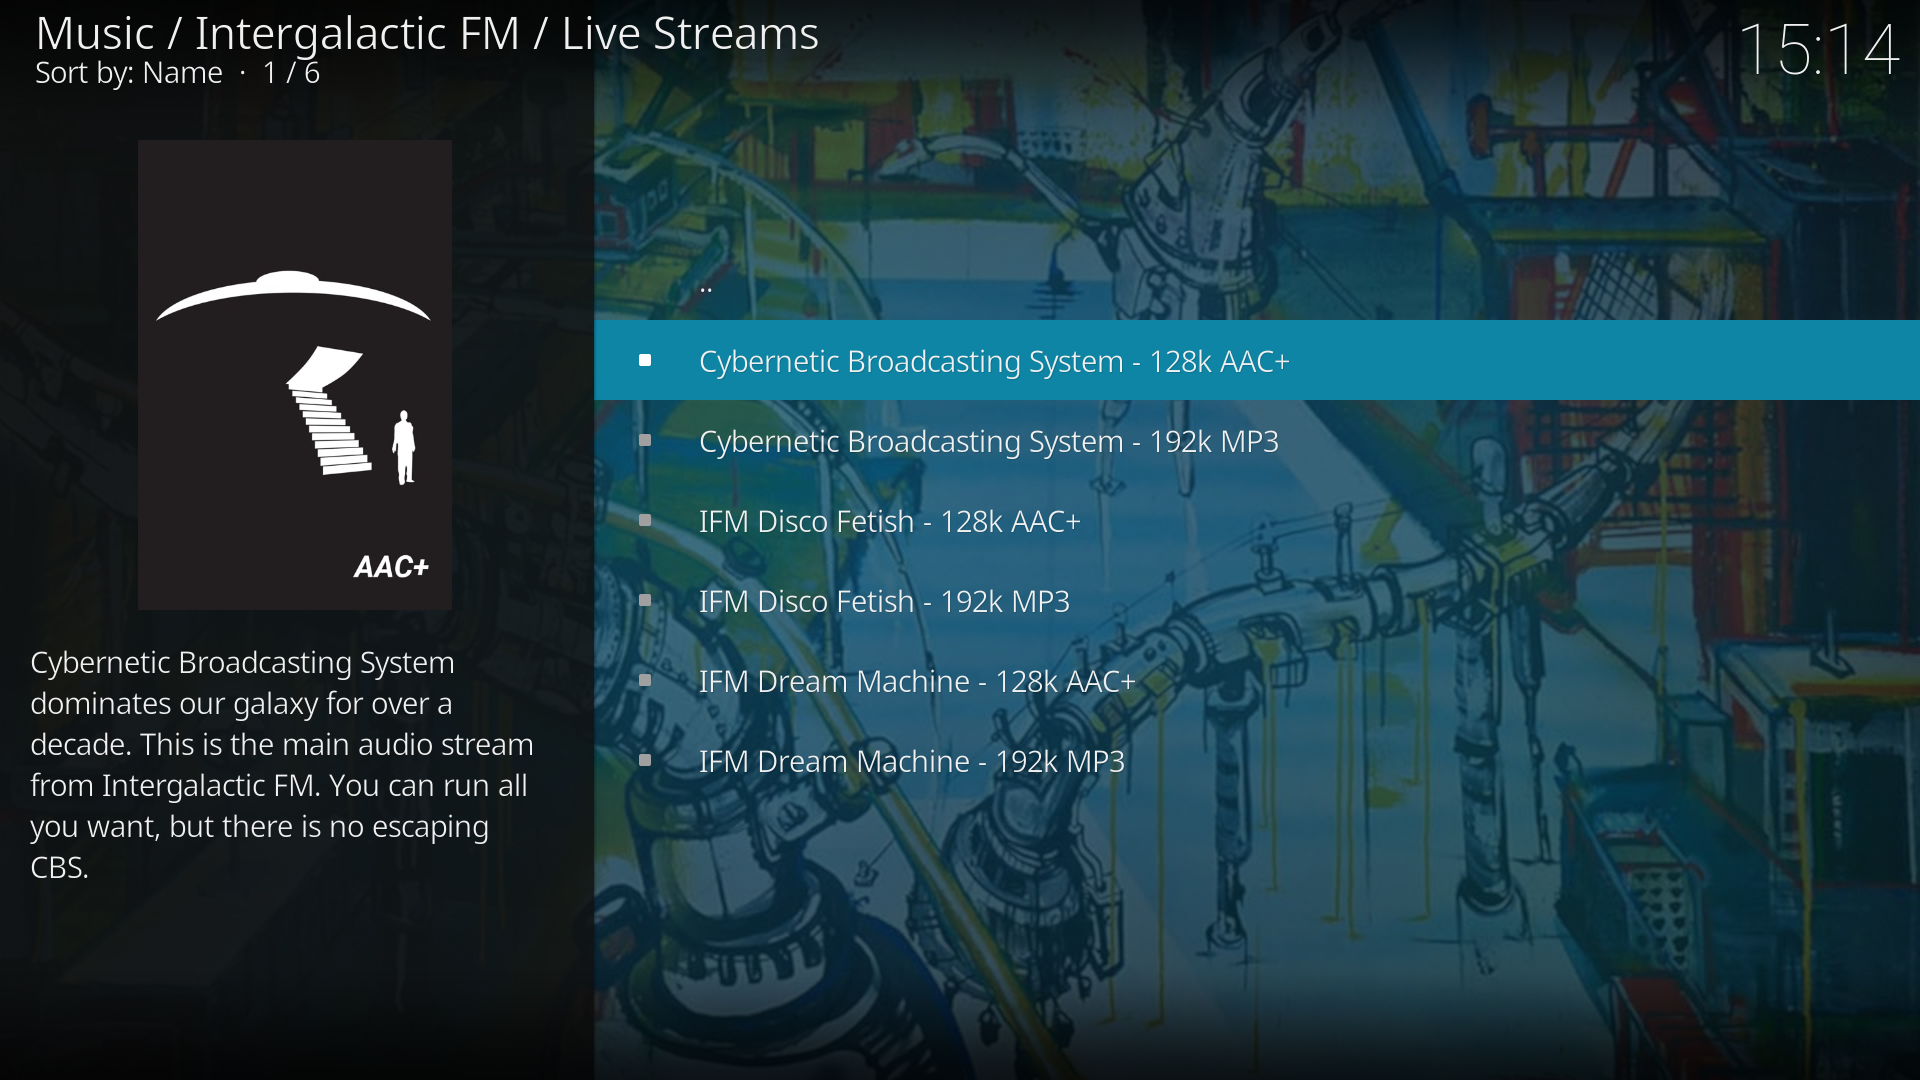 Music / Intergalactic FM / Live Streams
Sort by: Name · 1 / 6
15:14
AAC+
Cybernetic Broadcasting System
dominates our galaxy for over a
decade. This is the main audio stream
from Intergalactic FM. You can run all
you want, but there is no escaping
CBS.
..
Cybernetic Broadcasting System - 128k AAC+
Cybernetic Broadcasting System - 192k MP3
IFM Disco Fetish - 128k AAC+
IFM Disco Fetish - 192k MP3
IFM Dream Machine - 128k AAC+
IFM Dream Machine - 192k MP3